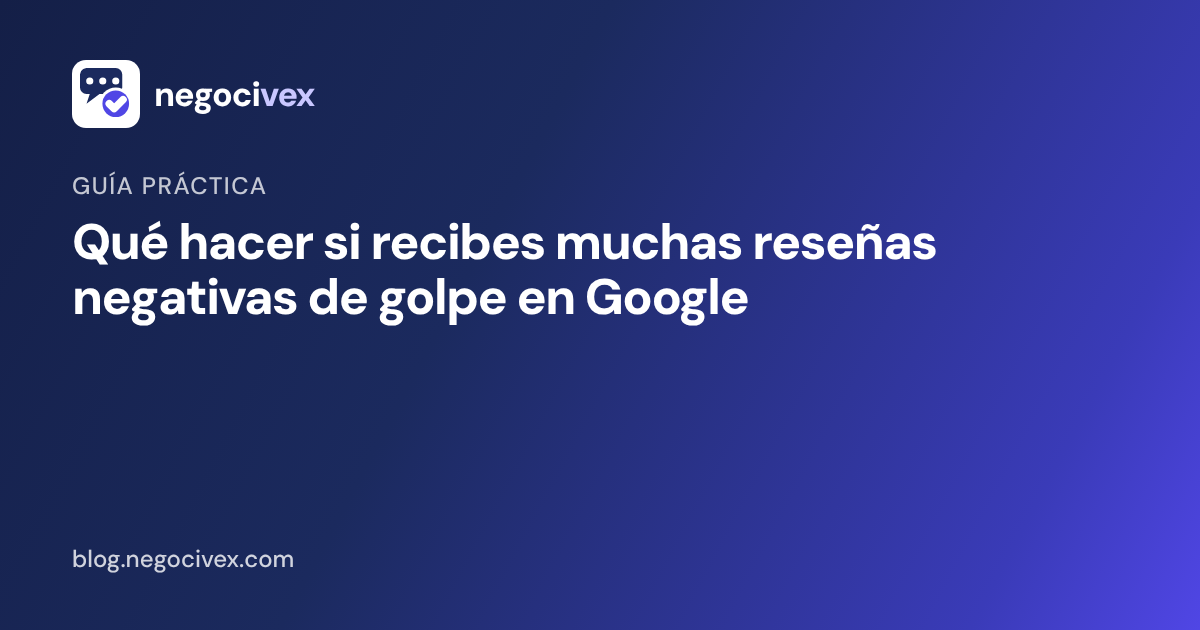 negocivex
GUÍA PRÁCTICA
Qué hacer si recibes muchas reseñas
negativas de golpe en Google
blog.negocivex.com